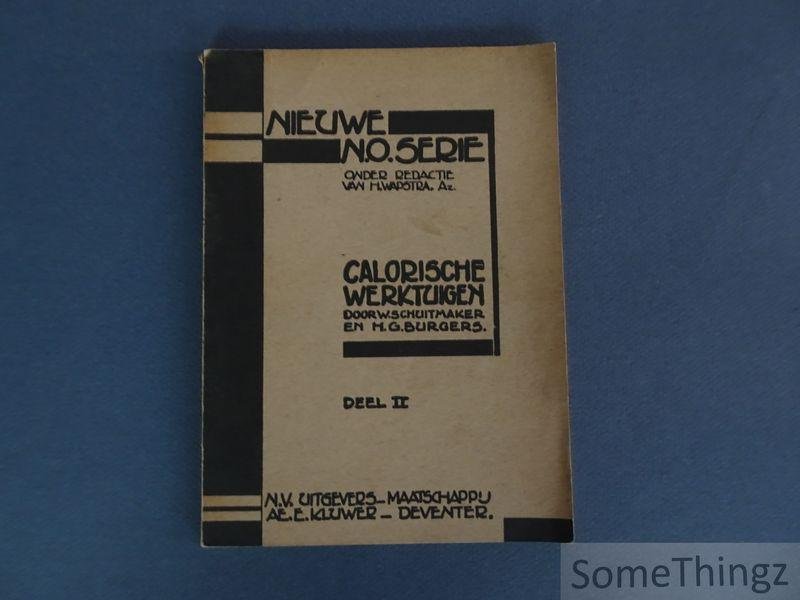 NIEUWE
N.O. SERIE
ONDER REDACTIE
VAN H. WAPSTRA. Az.
CALORISCHE
WERKTUIGEN
DOOR W. SCHUITMAKER
EN H.G. BURGERS.
DEEL II
N.V. UITGEVERS–MAATSCHAPPIJ
AE. E. KLUWER – DEVENTER.
SomeThingz